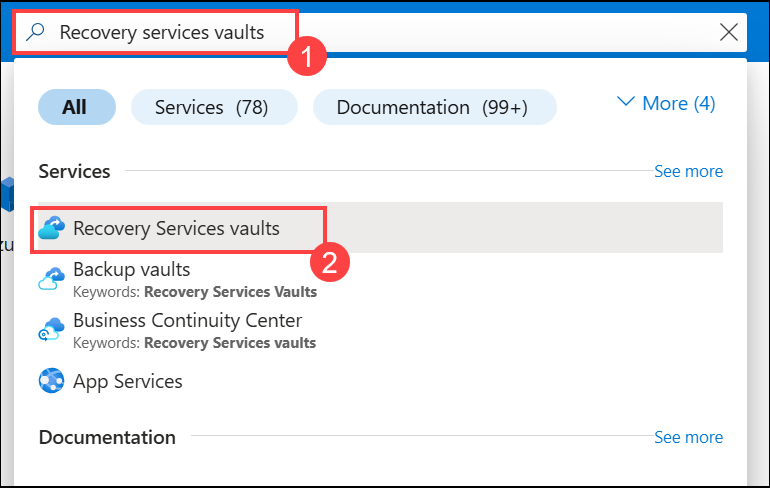 Recovery services vaults
1
All Services (78) Documentation (99+) More (4)
Services See more
Recovery Services vaults
2
Backup vaults
Keywords: Recovery Services Vaults
Business Continuity Center
Keywords: Recovery Services vaults
App Services
Documentation See more
zu